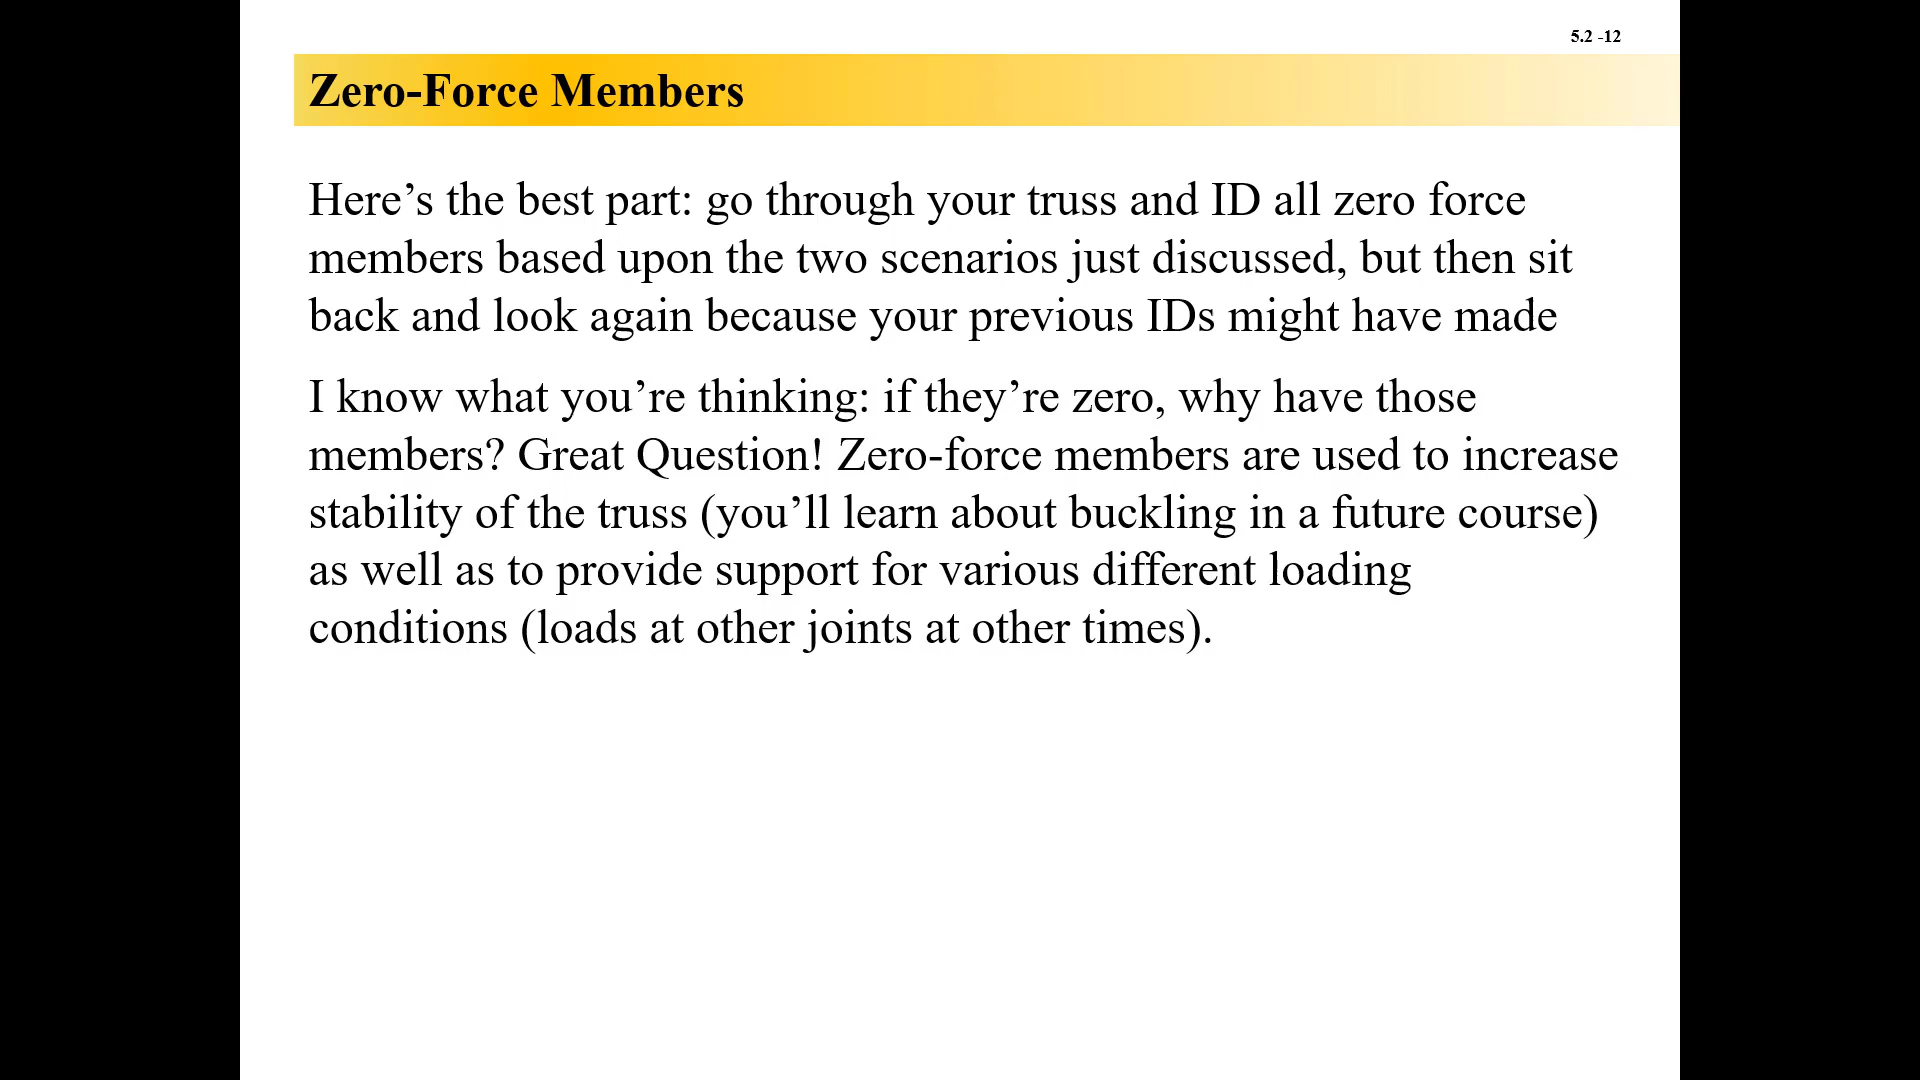 5.2 -12
Zero-Force Members
Here’s the best part: go through your truss and ID all zero force
members based upon the two scenarios just discussed, but then sit
back and look again because your previous IDs might have made
I know what you’re thinking: if they’re zero, why have those
members? Great Question! Zero-force members are used to increase
stability of the truss (you’ll learn about buckling in a future course)
as well as to provide support for various different loading
conditions (loads at other joints at other times).